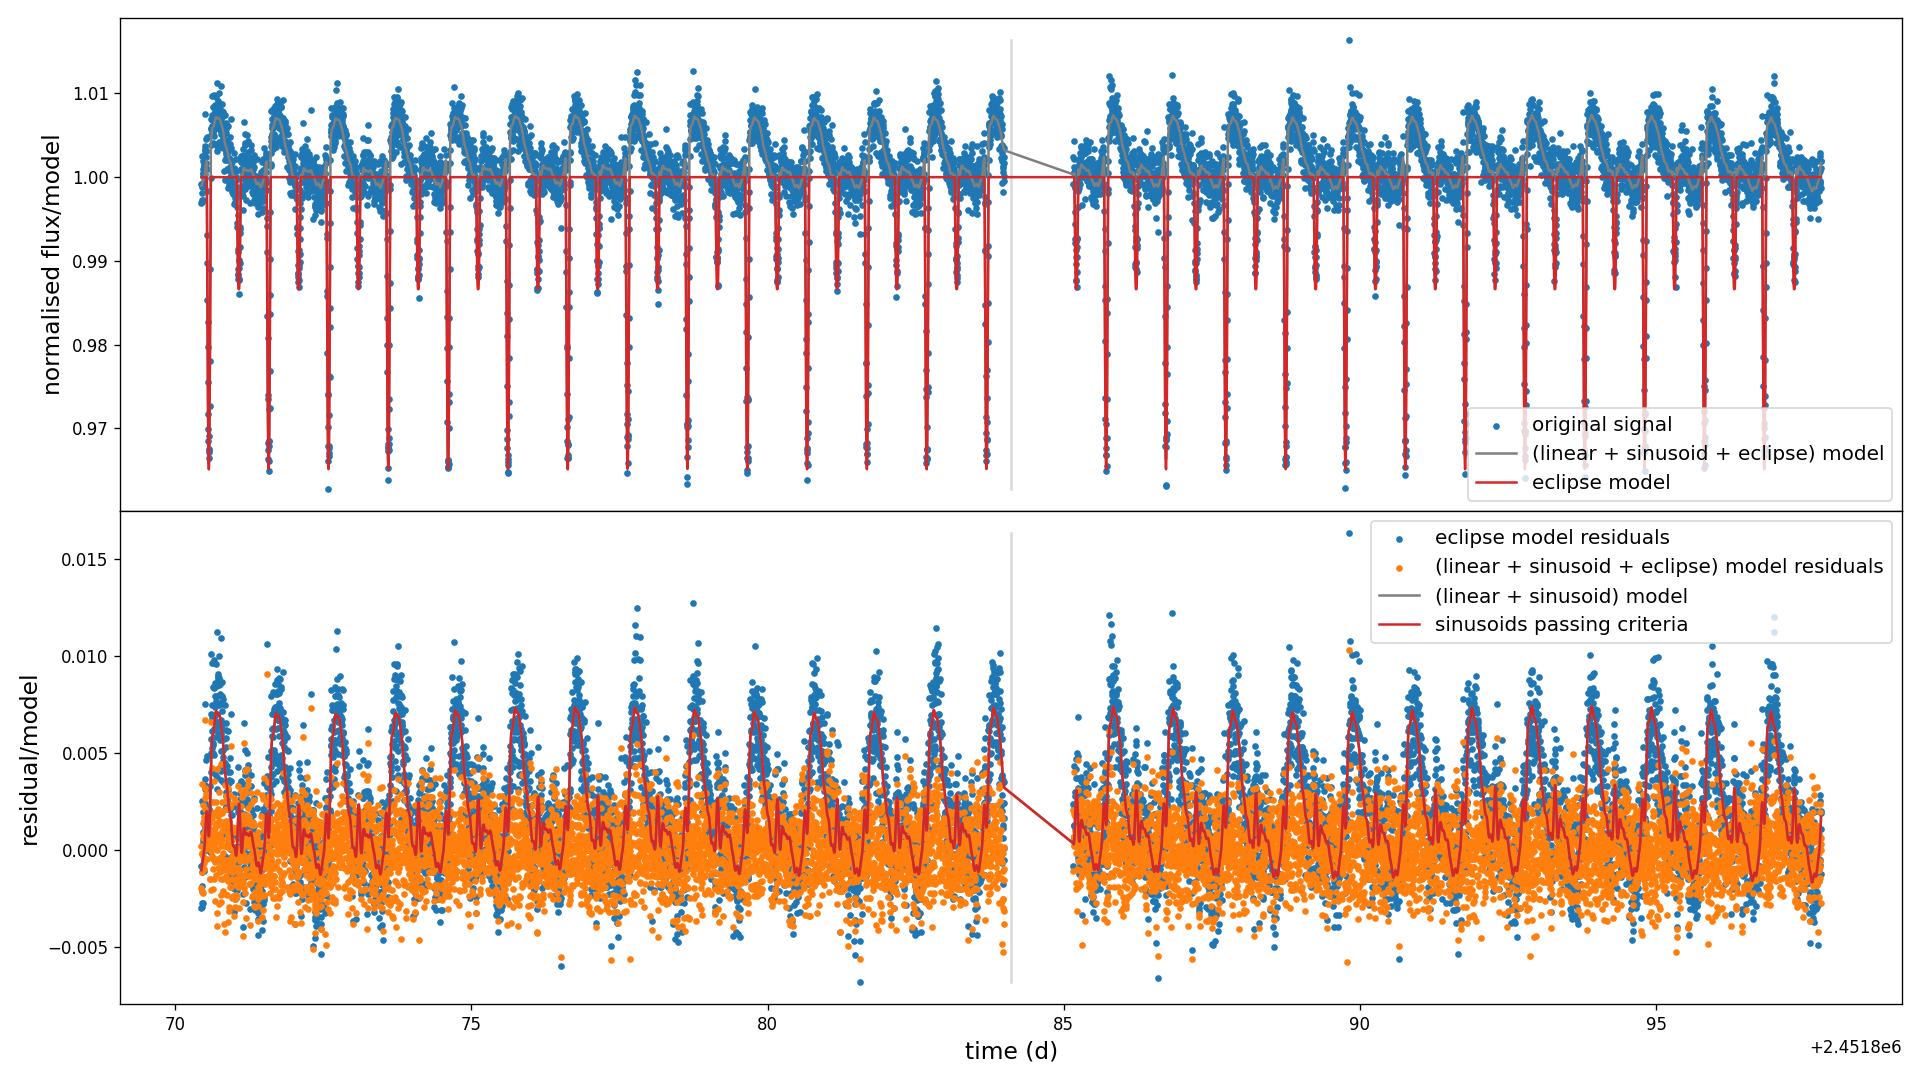 normalised flux/model
1.01
1.00
0.99
0.98
0.97
original signal
(linear + sinusoid + eclipse) model
eclipse model
residual/model
0.015
0.010
0.005
0.000
−0.005
eclipse model residuals
(linear + sinusoid + eclipse) model residuals
(linear + sinusoid) model
sinusoids passing criteria
70 75 80 85 90 95
time (d)
+2.4518e6